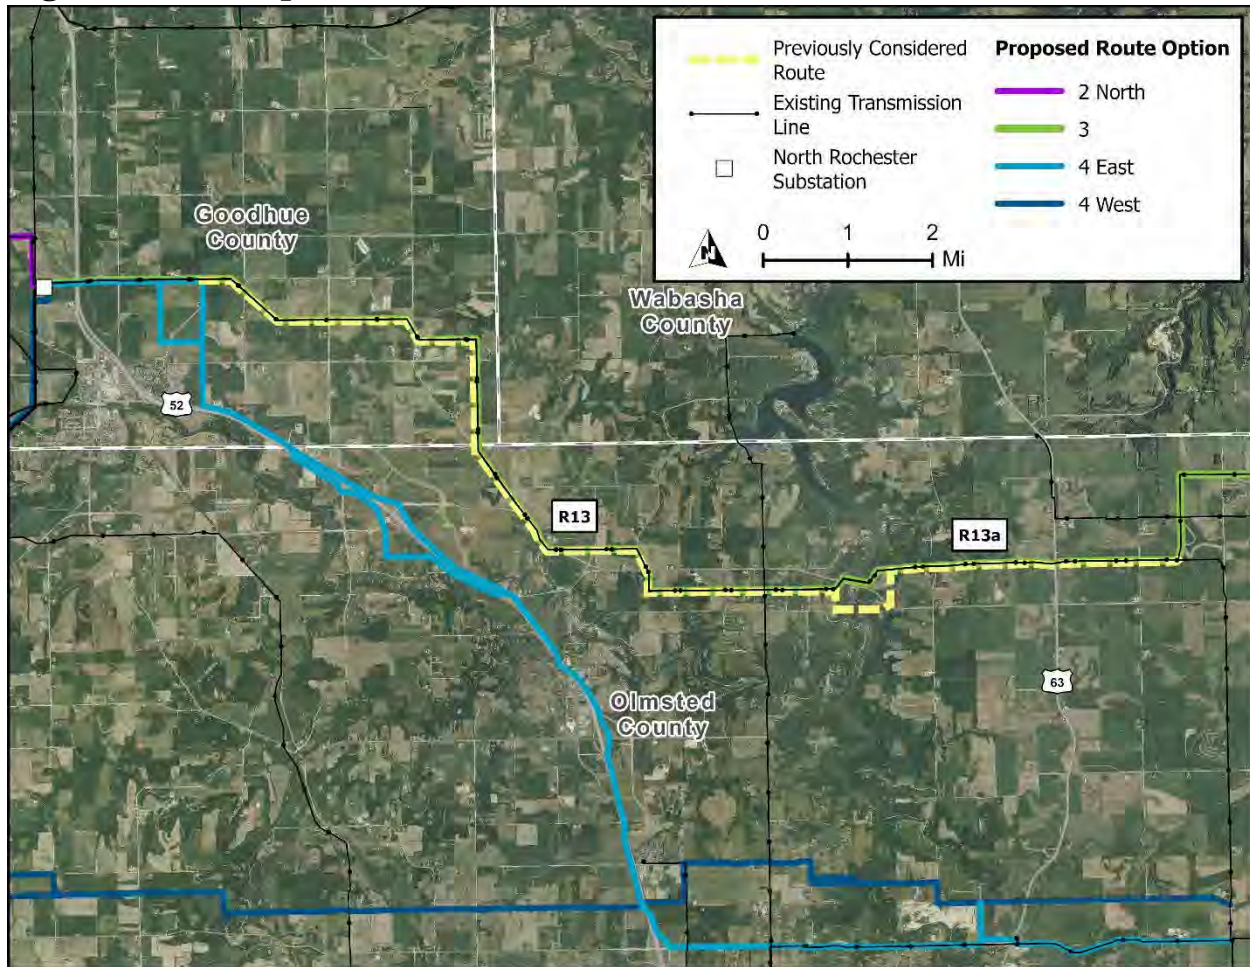 Previously Considered
Route
Existing Transmission
Line
North Rochester
Substation
Proposed Route Option
2 North
3
4 East
4 West
N
0 1 2
Mi
Goodhue
County
Wabasha
County
52
R13
R13a
63
Olmsted
County